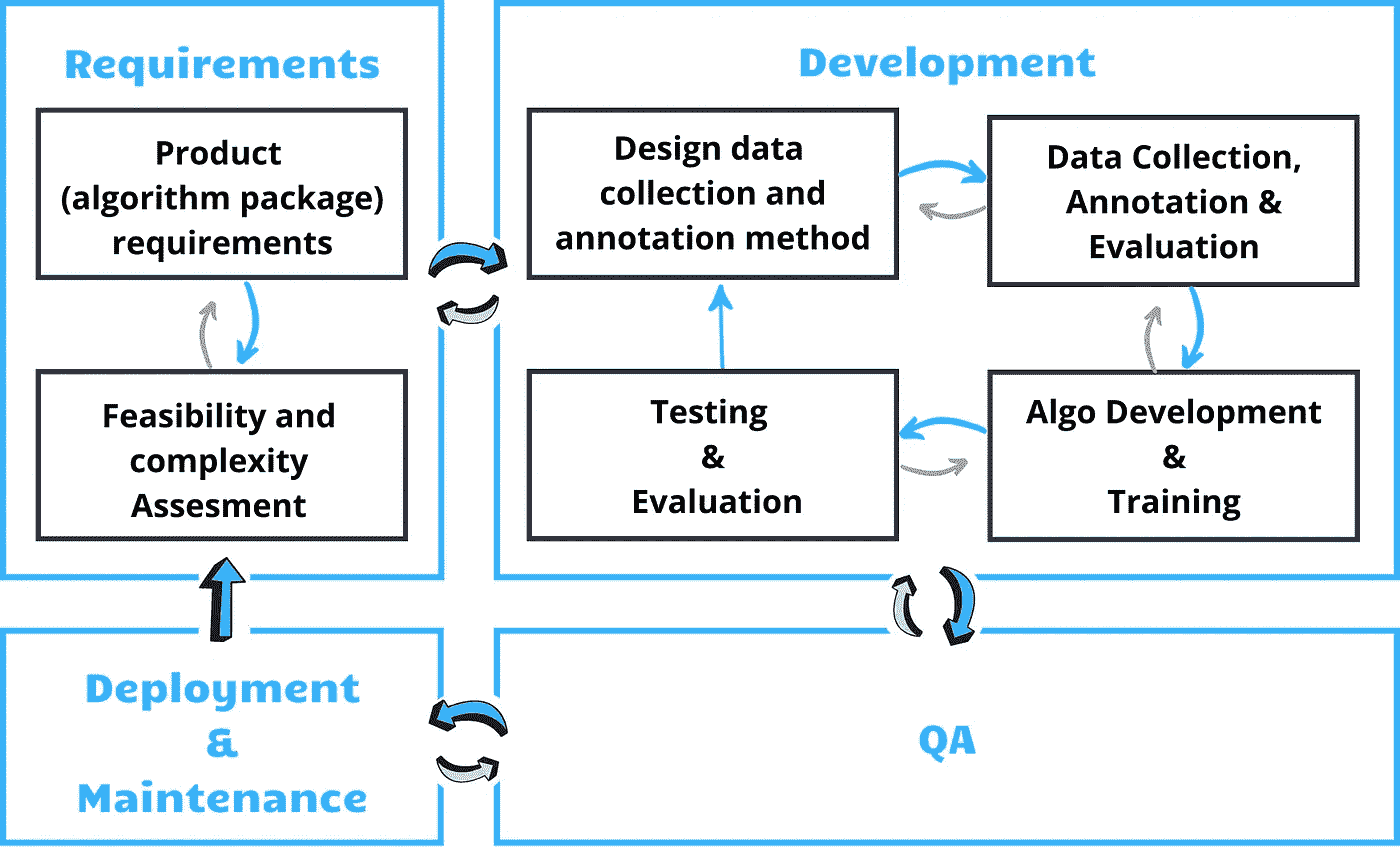 Requirements
Product
(algorithm package)
requirements
Feasibility and
complexity
Assesment
Development
Design data
collection and
annotation method
Data Collection,
Annotation &
Evaluation
Testing
&
Evaluation
Algo Development
&
Training
Deployment
&
Maintenance
QA